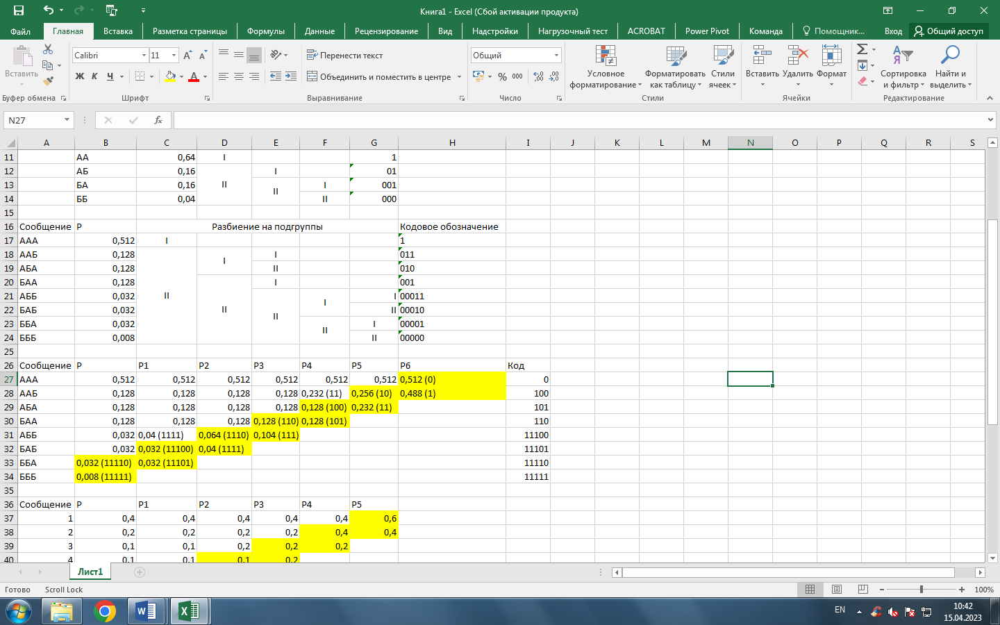 Книга1 - Excel (Сбой активации продукта)
Файл Главная Вставка Разметка страницы Формулы Данные Рецензирование Вид Надстройки Нагрузочный тест ACROBAT Power Pivot Команда Помощник... Вход Общий доступ
Вставить
Буфер обмена
Calibri 11
Ж К Ч А
Шрифт
Перенести текст
Объединить и поместить в центре
Выравнивание
Общий
% 000
Число
Условное форматирование
Форматировать как таблицу
Стили ячеек
Стили
Вставить Удалить Формат
Ячейки
Сортировка и фильтр
Найти и выделить
Редактирование
N27
fx
A B C D E F G H I J K L M N O P Q R S
11 АА 0,64 I 1
12 АБ 0,16 I 01
13 БА 0,16 II II I 001
14 ББ 0,04 II 000
15
16 Сообщение P Разбиение на подгруппы Кодовое обозначение
17 ААА 0,512 I 1
18 ААБ 0,128 I I 011
19 АБА 0,128 II 010
20 БАА 0,128 I 001
21 АББ 0,032 II I I 00011
22 БАБ 0,032 II II II 00010
23 ББА 0,032 II I 00001
24 БББ 0,008 II 00000
25
26 Сообщение P P1 P2 P3 P4 P5 P6 Код
27 ААА 0,512 0,512 0,512 0,512 0,512 0,512 0,512 (0) 0
28 ААБ 0,128 0,128 0,128 0,128 0,232 (11) 0,256 (10) 0,488 (1) 100
29 АБА 0,128 0,128 0,128 0,128 0,128 (100) 0,232 (11) 101
30 БАА 0,128 0,128 0,128 0,128 (110) 0,128 (101) 110
31 АББ 0,032 0,04 (1111) 0,064 (1110) 0,104 (111) 11100
32 БАБ 0,032 0,032 (11100) 0,04 (1111) 11101
33 ББА 0,032 (11110) 0,032 (11101) 11110
34 БББ 0,008 (11111) 11111
35
36 Сообщение P P1 P2 P3 P4 P5
37 1 0,4 0,4 0,4 0,4 0,4 0,6
38 2 0,2 0,2 0,2 0,2 0,4 0,4
39 3 0,1 0,1 0,2 0,2 0,2
40 4 0,1 0,1 0,1 0,2
Лист1
Готово Scroll Lock 100%
EN 10:42
15.04.2023